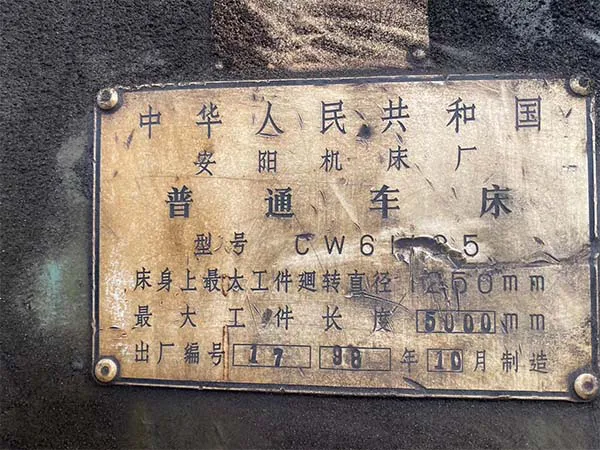 中华人民共和国
安阳机床厂
普通车床
型号 CW61 5
床身上最大工件廻转直径 1250mm
最大工件长度 5000mm
出厂编号 17 98 年 10 月制造